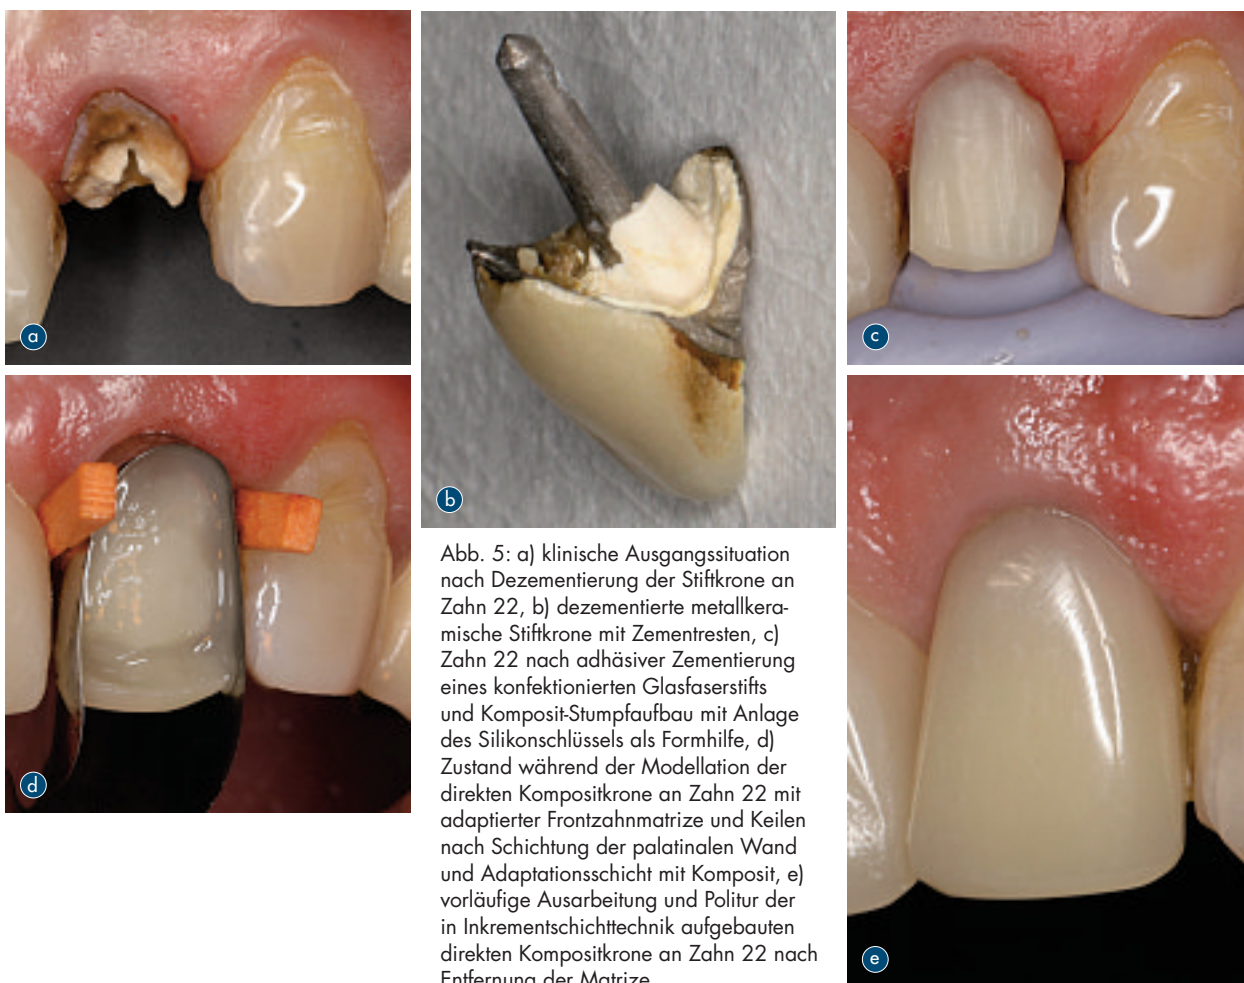 a
b
c
d
e
Abb. 5: a) klinische Ausgangssituation
nach Dezementierung der Stiftkrone an
Zahn 22, b) dezementierte metallkera-
mische Stiftkrone mit Zementresten, c)
Zahn 22 nach adhäsiver Zementierung
eines konfektionierten Glasfaserstifts
und Komposit-Stumpfaufbau mit Anlage
des Silikonschlüssels als Formhilfe, d)
Zustand während der Modellation der
direkten Kompositkrone an Zahn 22 mit
adaptierter Frontzahnmatrize und Keilen
nach Schichtung der palatinalen Wand
und Adaptationsschicht mit Komposit, e)
vorläufige Ausarbeitung und Politur der
in Inkrementschichttechnik aufgebauten
direkten Kompositkrone an Zahn 22 nach
Entfernung der Matrize